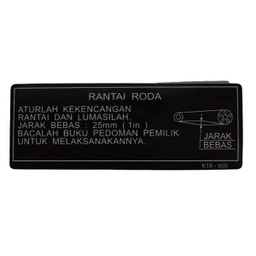 RANTAI RODA
ATURLAH KEKENCANGAN
RANTAI DAN LUMASILAH.
JARAK BEBAS : 25mm ( 1in )
BACALAH BUKU PEDOMAN PEMILIK
UNTUK MELAKSANAKANNYA.
JARAK
BEBAS
K18 - 900